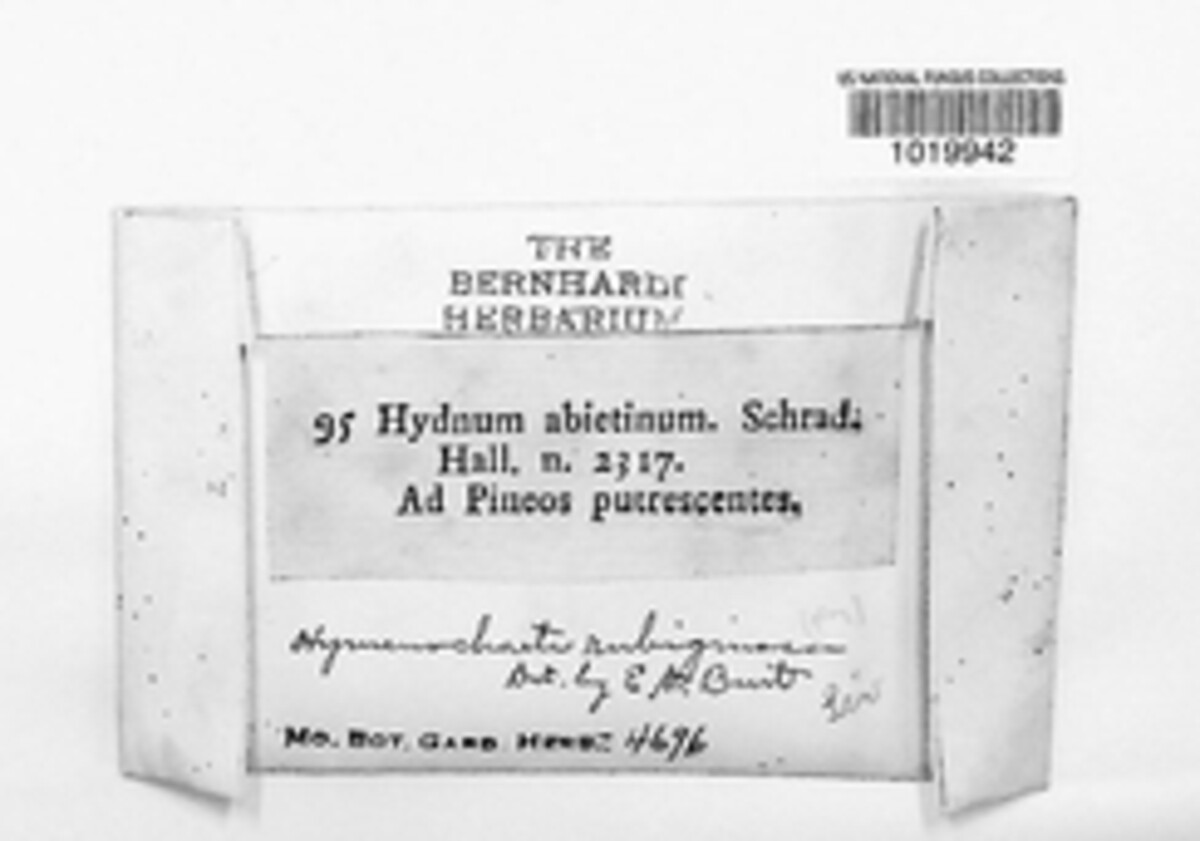 US NATIONAL FUNGUS COLLECTIONS
1019942
THE
BERNHARDI
HERBARIUM
95 Hydnum abietinum. Schrad.
Hall. n. 2317.
Ad Pineos putrescentes.
Hymenochaete rubiginosa
Det. by E. A. Burt
Mo. Bot. Gard. Herb. 4696